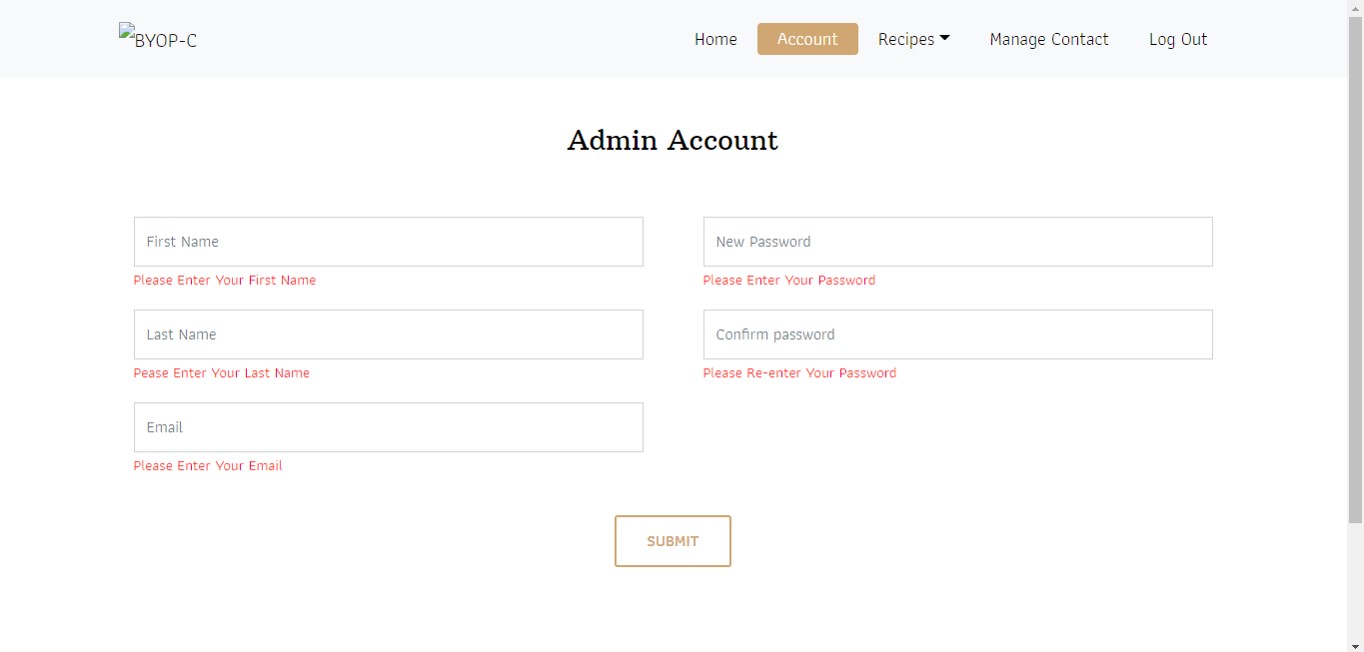 BYOP-C
Home Account Recipes Manage Contact Log Out
Admin Account
First Name
Please Enter Your First Name
Last Name
Pease Enter Your Last Name
Email
Please Enter Your Email
New Password
Please Enter Your Password
Confirm password
Please Re-enter Your Password
SUBMIT